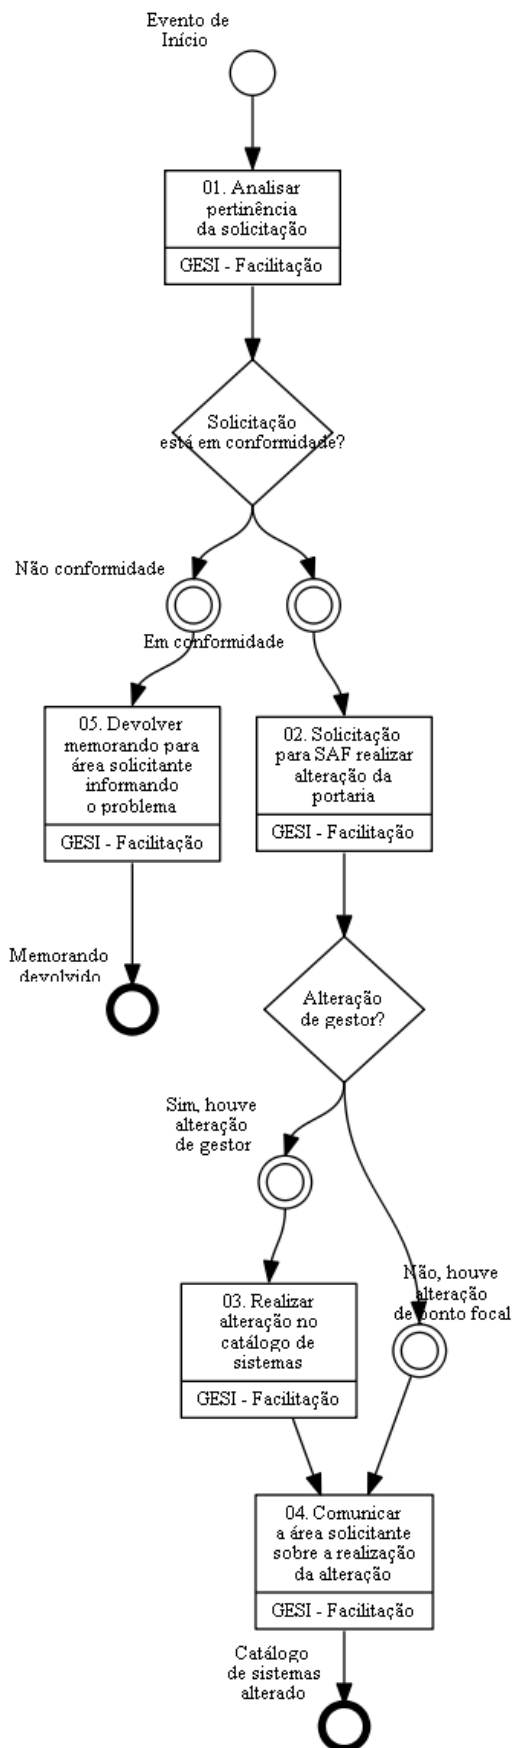 Evento de
Início
01. Analisar
pertinência
da solicitação
GESI - Facilitação
Solicitação
está em conformidade?
Não conformidade
Em conformidade
05. Devolver
memorando para
área solicitante
informando
o problema
GESI - Facilitação
02. Solicitação
para SAF realizar
alteração da
portaria
GESI - Facilitação
Memorando
devolvido
Alteração
de gestor?
Sim, houve
alteração
de gestor
Não, houve
alteração
de ponto focal
03. Realizar
alteração no
catálogo de
sistemas
GESI - Facilitação
04. Comunicar
a área solicitante
sobre a realização
da alteração
GESI - Facilitação
Catálogo
de sistemas
alterado